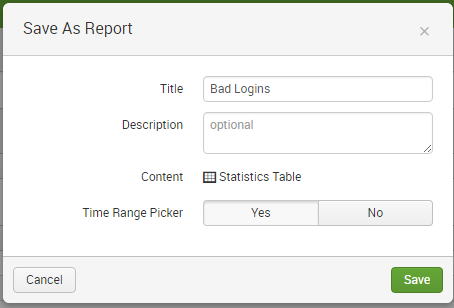 Save As Report ×
Title Bad Logins
Description optional
Content Statistics Table
Time Range Picker Yes No
Cancel Save